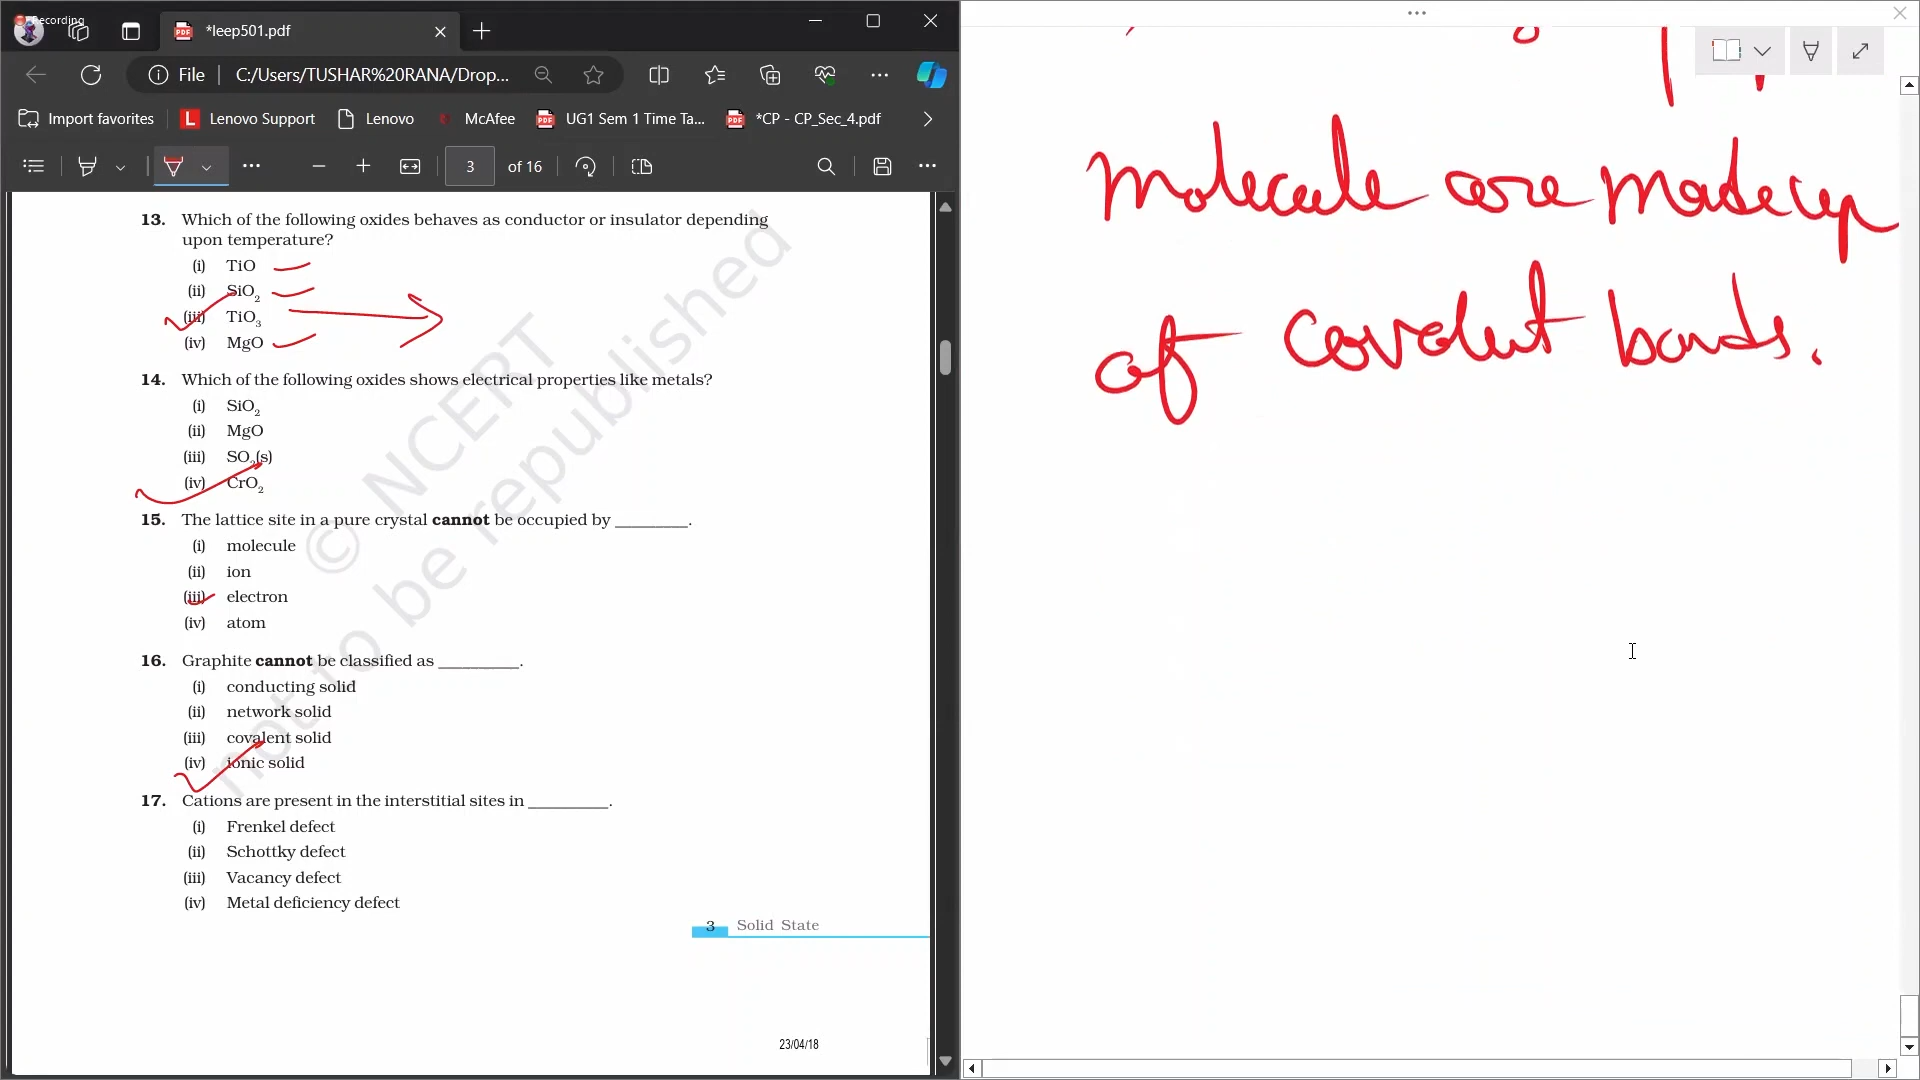 Recording
*leep501.pdf
File
C:/Users/TUSHAR%20RANA/Drop...
Import favorites
Lenovo Support
Lenovo
McAfee
UG1 Sem 1 Time Ta...
*CP - CP_Sec_4.pdf
3 of 16
13. Which of the following oxides behaves as conductor or insulator depending
upon temperature?
(i) TiO
(ii) SiO2
(iii) TiO3
(iv) MgO
14. Which of the following oxides shows electrical properties like metals?
(i) SiO2
(ii) MgO
(iii) SO2(s)
(iv) CrO2
15. The lattice site in a pure crystal cannot be occupied by _________.
(i) molecule
(ii) ion
(iii) electron
(iv) atom
16. Graphite cannot be classified as __________.
(i) conducting solid
(ii) network solid
(iii) covalent solid
(iv) ionic solid
17. Cations are present in the interstitial sites in __________.
(i) Frenkel defect
(ii) Schottky defect
(iii) Vacancy defect
(iv) Metal deficiency defect
3 Solid State
23/04/18
© NCERT
not to be republished
molecule are made up
of covalent bonds.